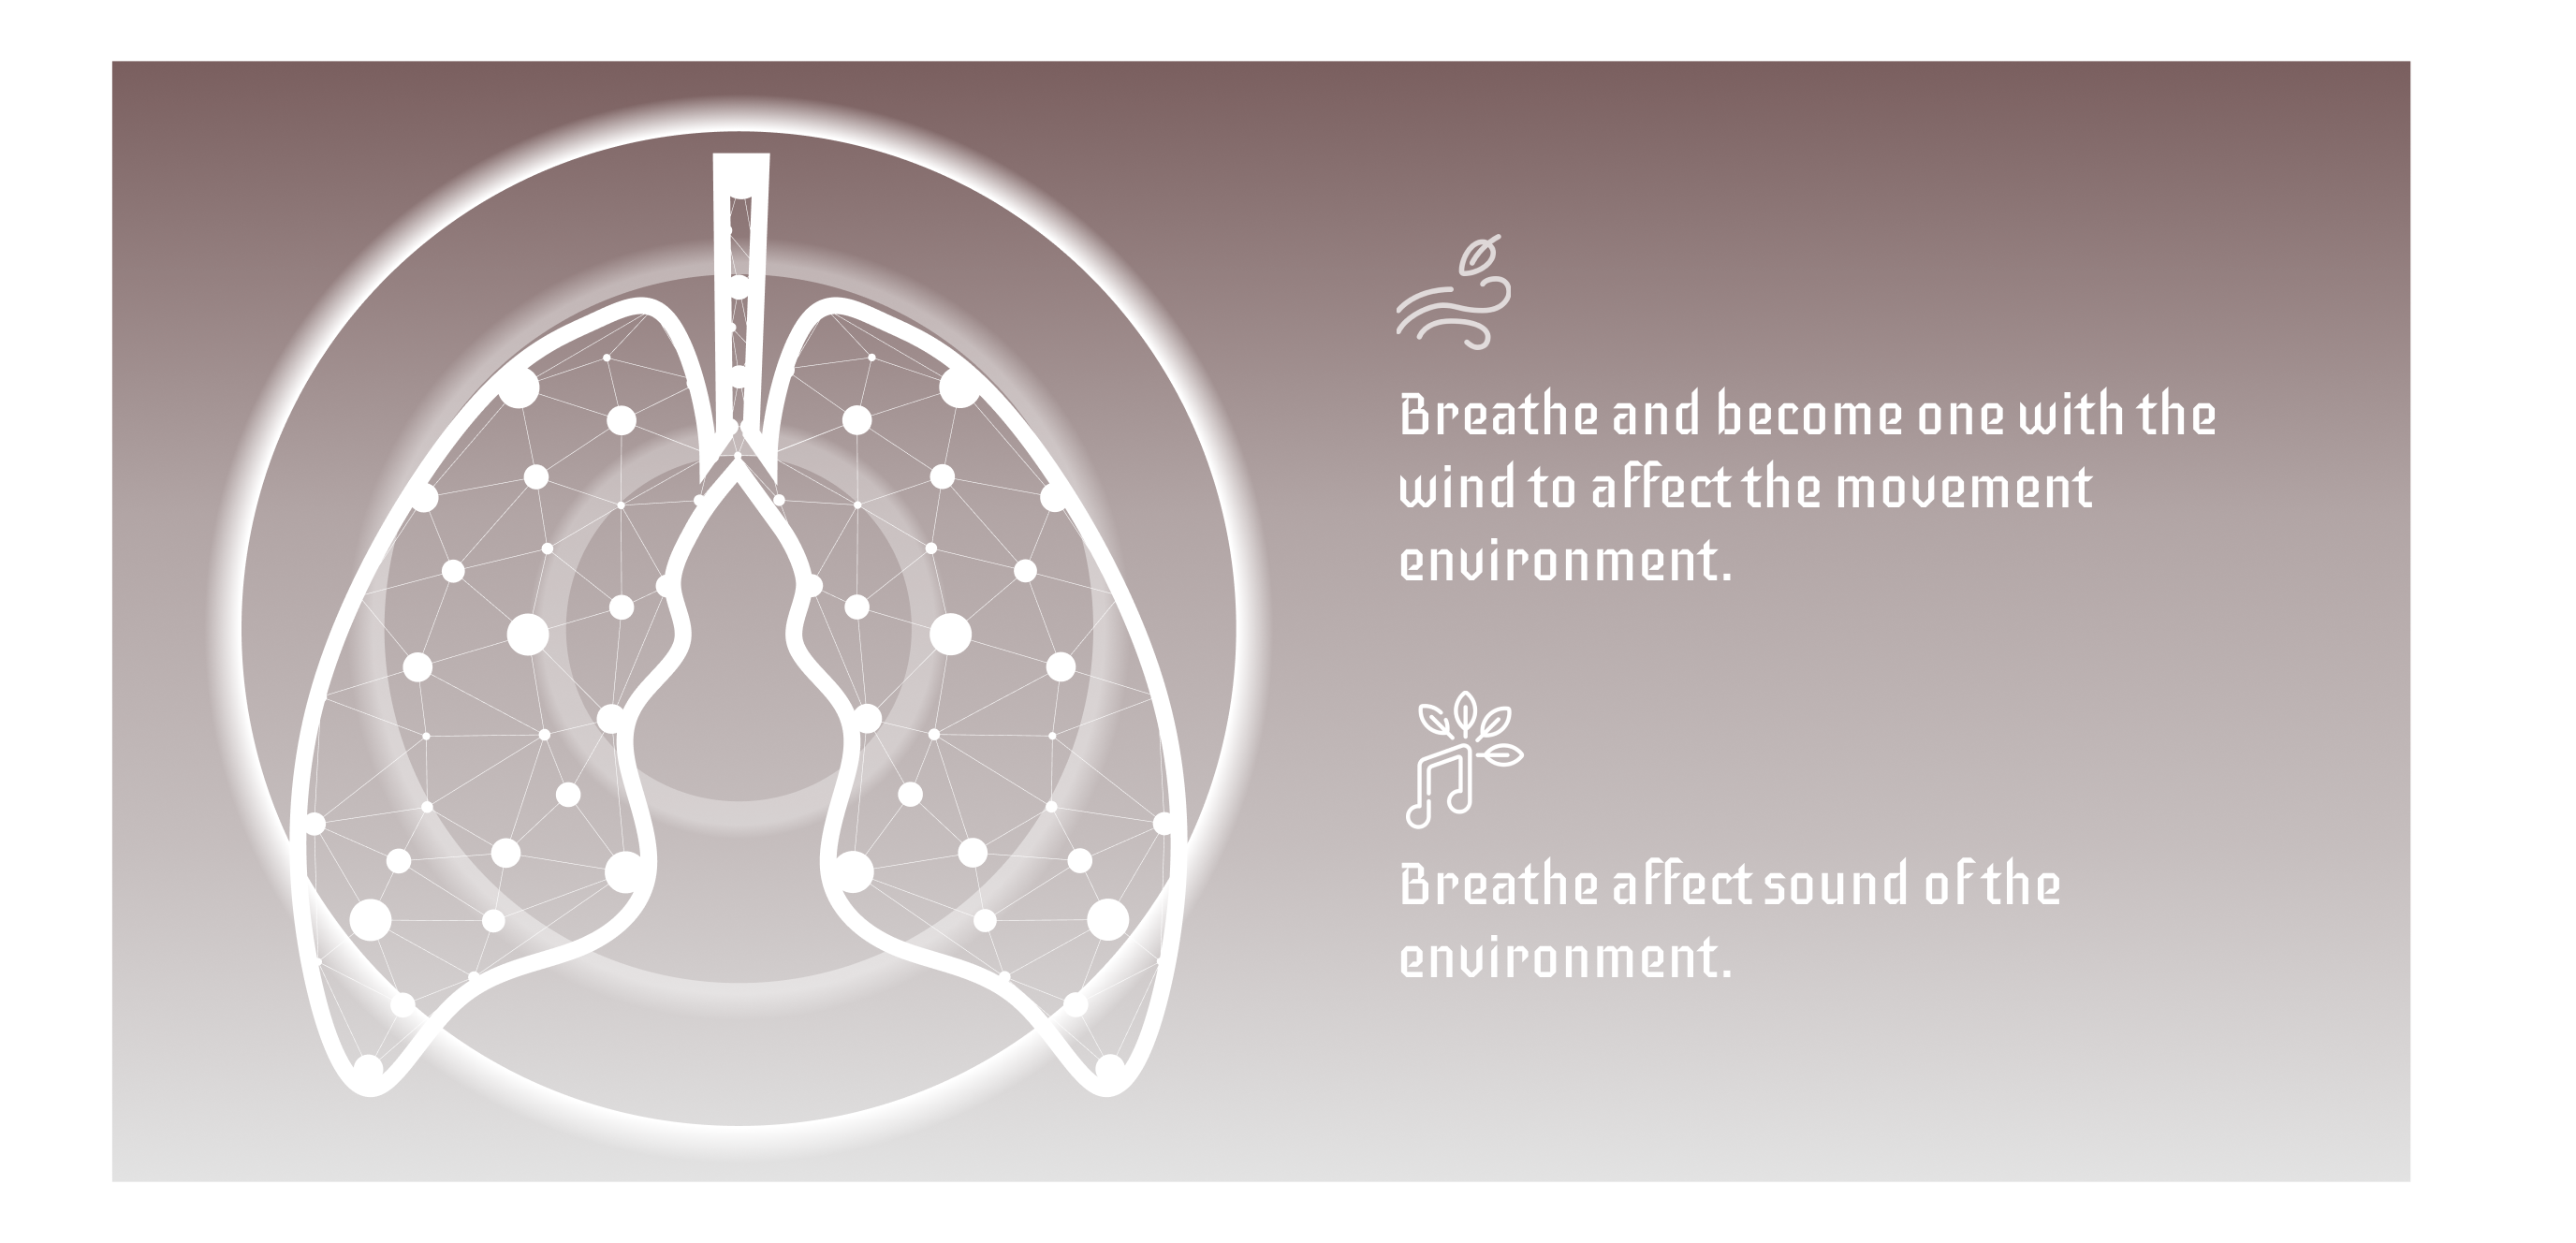 Breathe and become one with the
wind to affect the movement
environment.
Breathe affect sound of the
environment.